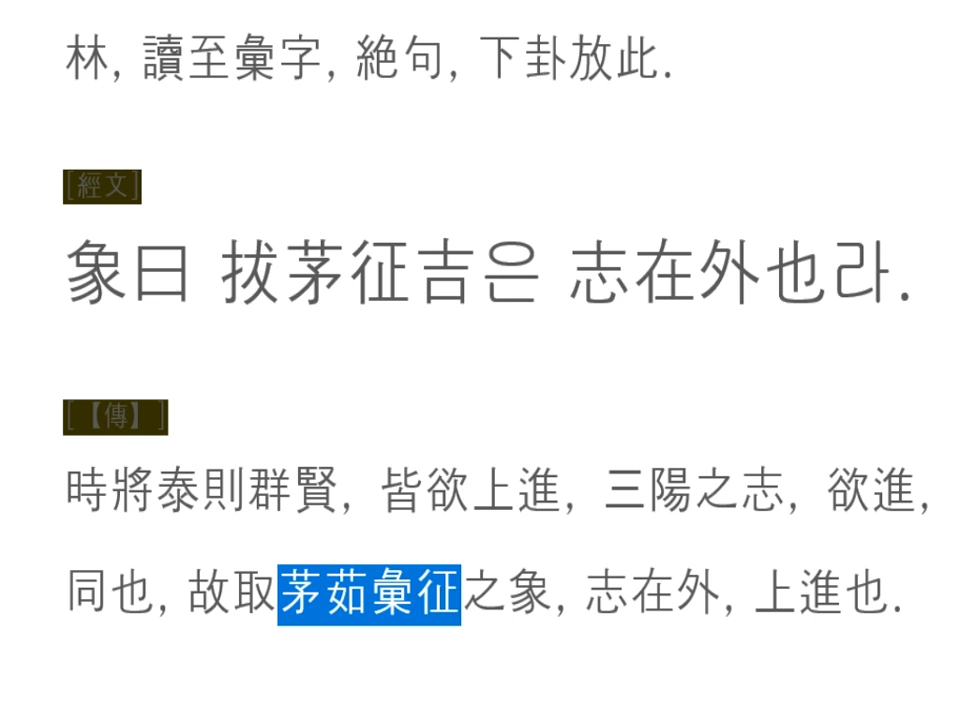 林, 讀至彙字, 絶句, 下卦放此.
[經文]
象曰 拔茅征吉은 志在外也라.
[【傳】]
時將泰則群賢, 皆欲上進, 三陽之志, 欲進,
同也, 故取茅茹彙征之象, 志在外, 上進也.